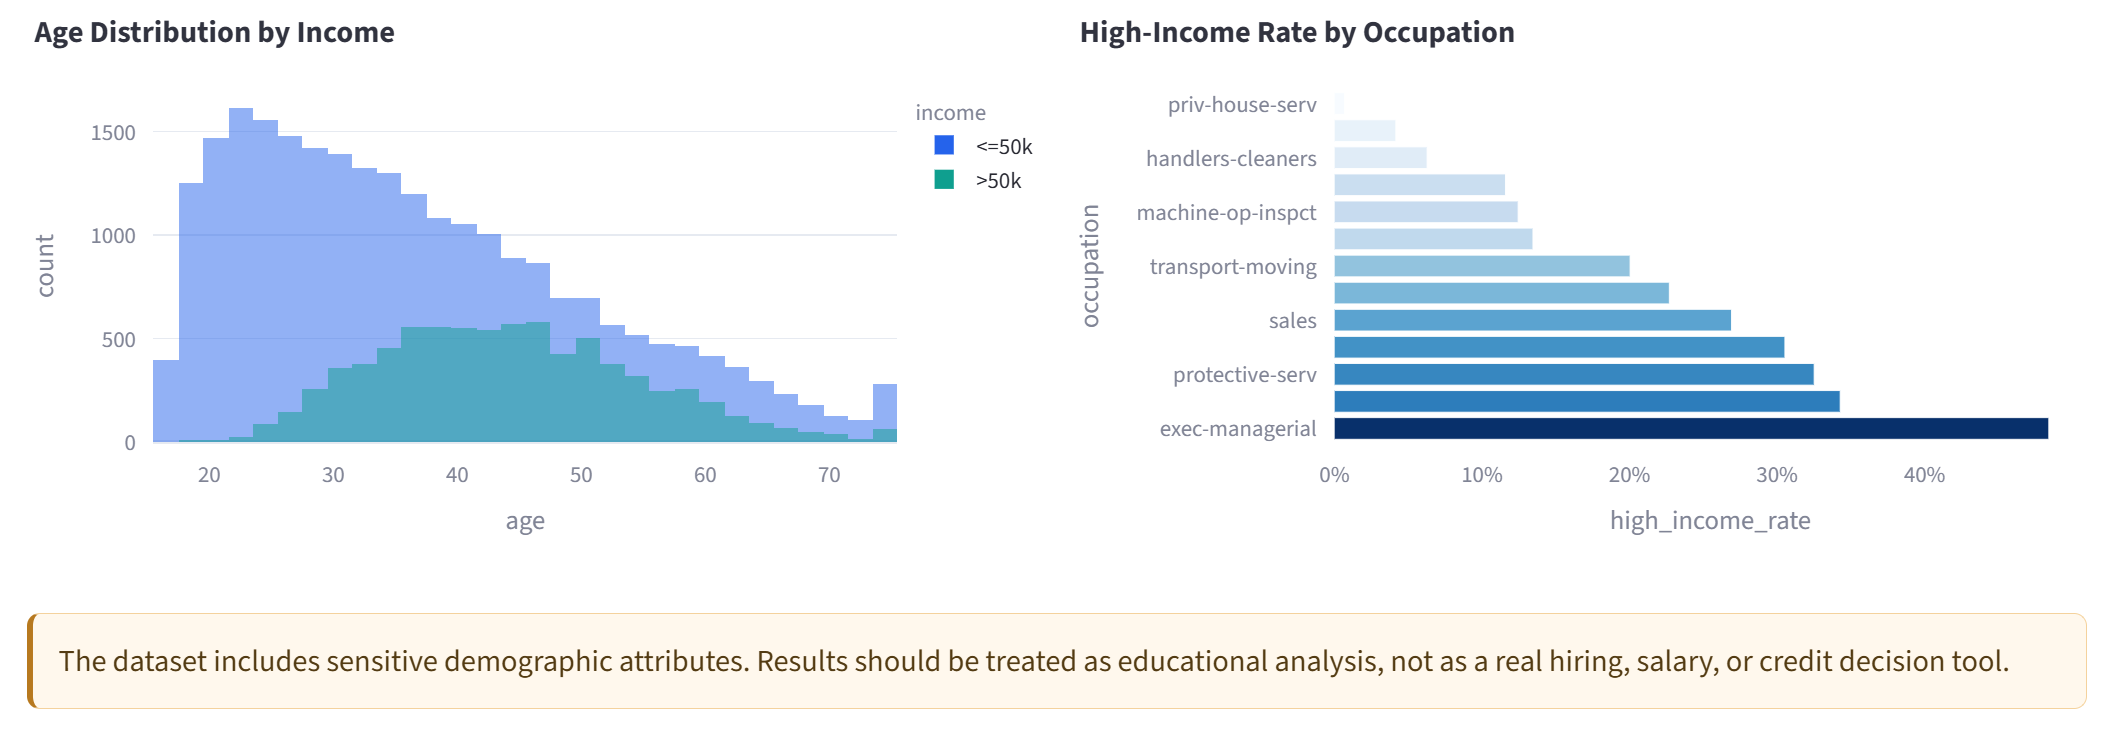 Age Distribution by Income
income
<=50k
>50k
count
1500
1000
500
0
20 30 40 50 60 70
age
High-Income Rate by Occupation
occupation
priv-house-serv
handlers-cleaners
machine-op-inspct
transport-moving
sales
protective-serv
exec-managerial
0% 10% 20% 30% 40%
high_income_rate
The dataset includes sensitive demographic attributes. Results should be treated as educational analysis, not as a real hiring, salary, or credit decision tool.